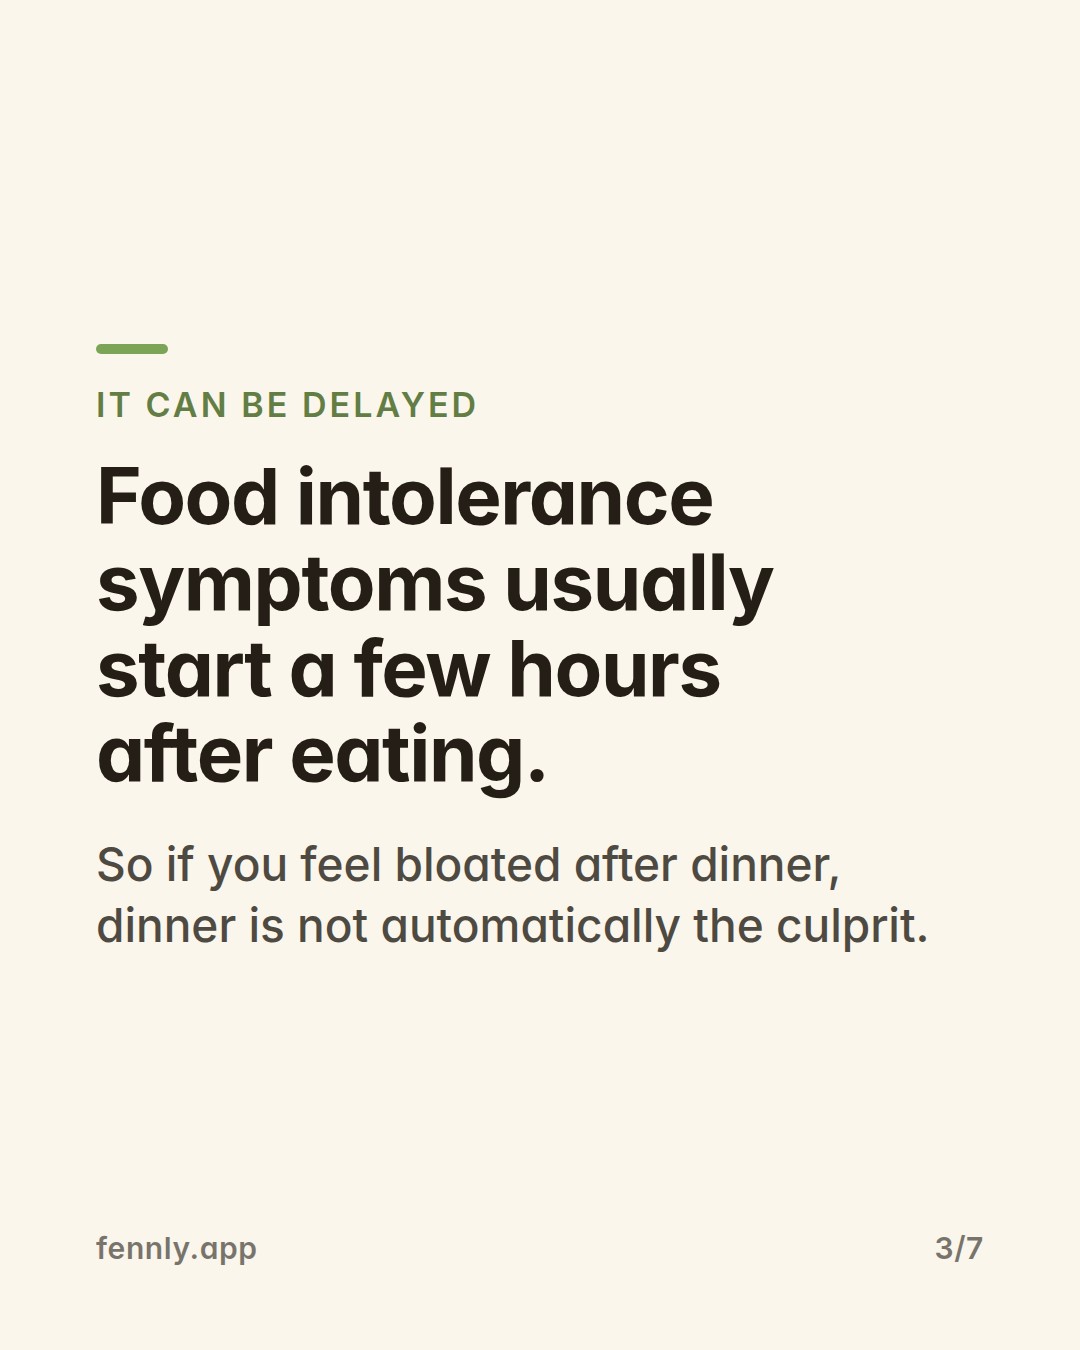 IT CAN BE DELAYED
Food intolerance
symptoms usually
start a few hours
after eating.
So if you feel bloated after dinner,
dinner is not automatically the culprit.
fennly.app
3/7